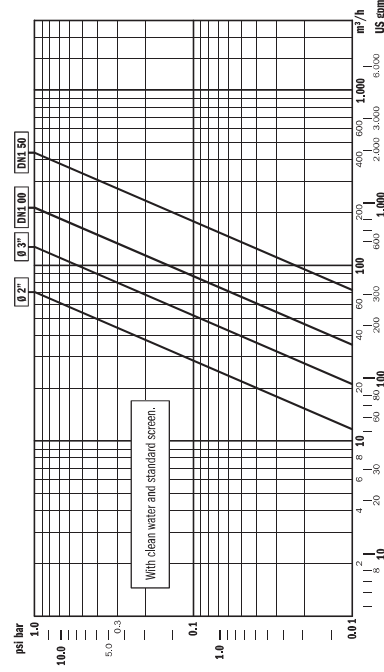 psi bar
1.0
10.0
5.0
0.3
0.1
1.0
0.01
Ø 2"
Ø 3"
DN1 00
DN1 50
With clean water and standard screen.
2 4 6 8 10 20 40 60 100 200 400 600 1.000 m³/h
8 10 20 30 60 80 100 200 300 600 1.000 2.000 3.000 6.000 US gpm